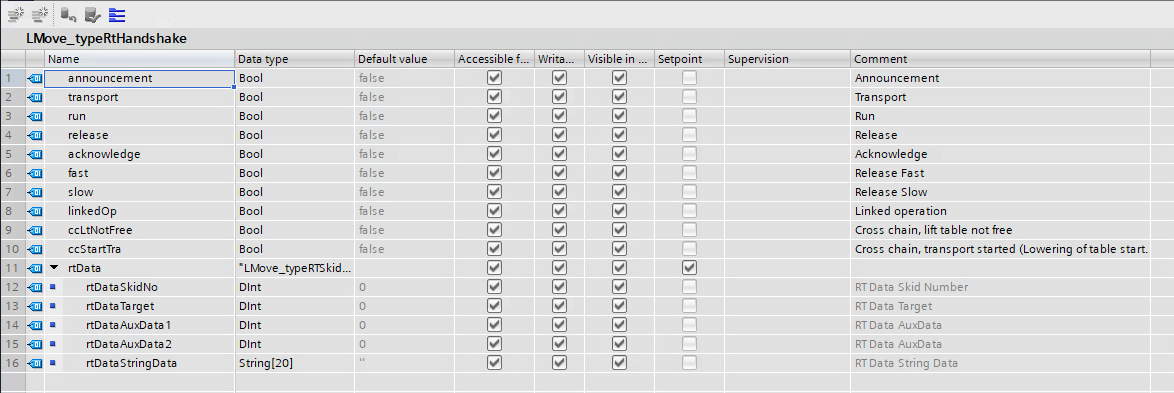 LMove_typeRtHandshake
Name Data type Default value Accessible f... Writa... Visible in ... Setpoint Supervision Comment
1 announcement Bool false Announcement
2 transport Bool false Transport
3 run Bool false Run
4 release Bool false Release
5 acknowledge Bool false Acknowledge
6 fast Bool false Release Fast
7 slow Bool false Release Slow
8 linkedOp Bool false Linked operation
9 ccLtNotFree Bool false Cross chain, lift table not free
10 ccStartTra Bool false Cross chain, transport started (Lowering of table start.
11 rtData "LMove_typeRTSkid...
12 rtDataSkidNo DInt 0 RT Data Skid Number
13 rtDataTarget DInt 0 RT Data Target
14 rtDataAuxData1 DInt 0 RT Data AuxData
15 rtDataAuxData2 DInt 0 RT Data AuxData
16 rtDataStringData String[20] '' RT Data String Data